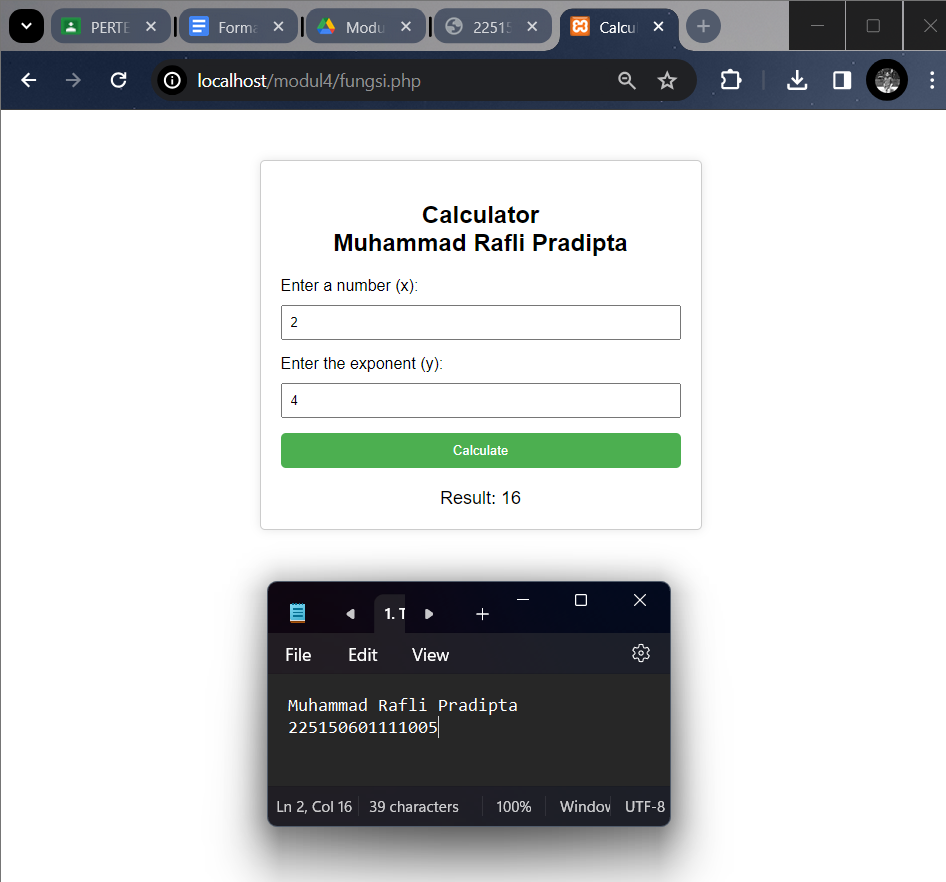 PERTE
Forma
Modu
22515
Calcu
localhost/modul4/fungsi.php
Calculator
Muhammad Rafli Pradipta
Enter a number (x):
2
Enter the exponent (y):
4
Calculate
Result: 16
1. T
File Edit View
Muhammad Rafli Pradipta
225150601111005
Ln 2, Col 16 39 characters 100% Window UTF-8